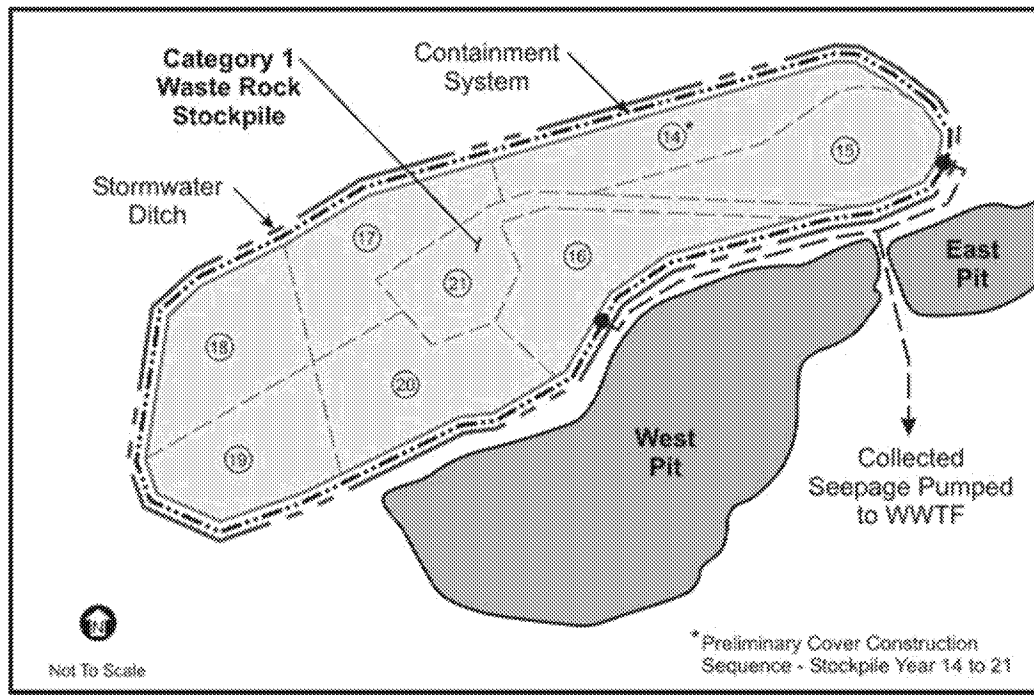 Category 1
Waste Rock
Stockpile
Containment
System
Stormwater
Ditch
14*
15
17
16
21
18
20
19
East
Pit
West
Pit
Collected
Seepage Pumped
to WWTF
N
Not To Scale
*Preliminary Cover Construction
Sequence - Stockpile Year 14 to 21